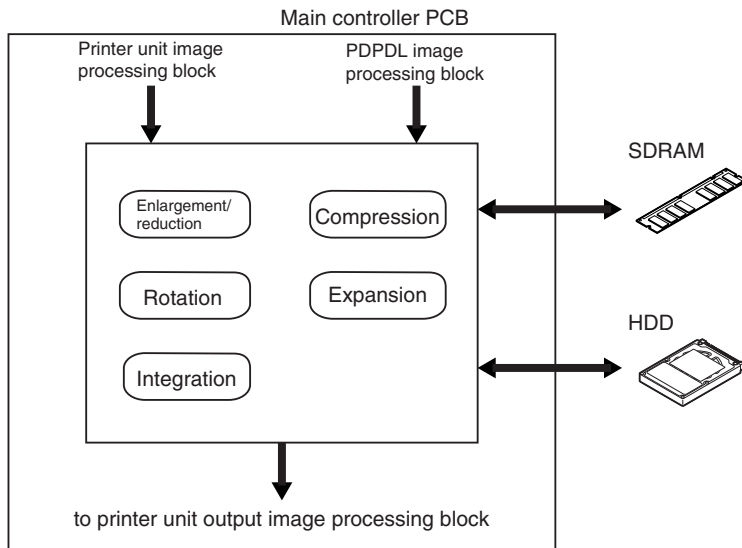 Main controller PCB
Printer unit image
processing block
PDPDL image
processing block
SDRAM
Enlargement/
reduction
Compression
Rotation
Expansion
HDD
Integration
to printer unit output image processing block